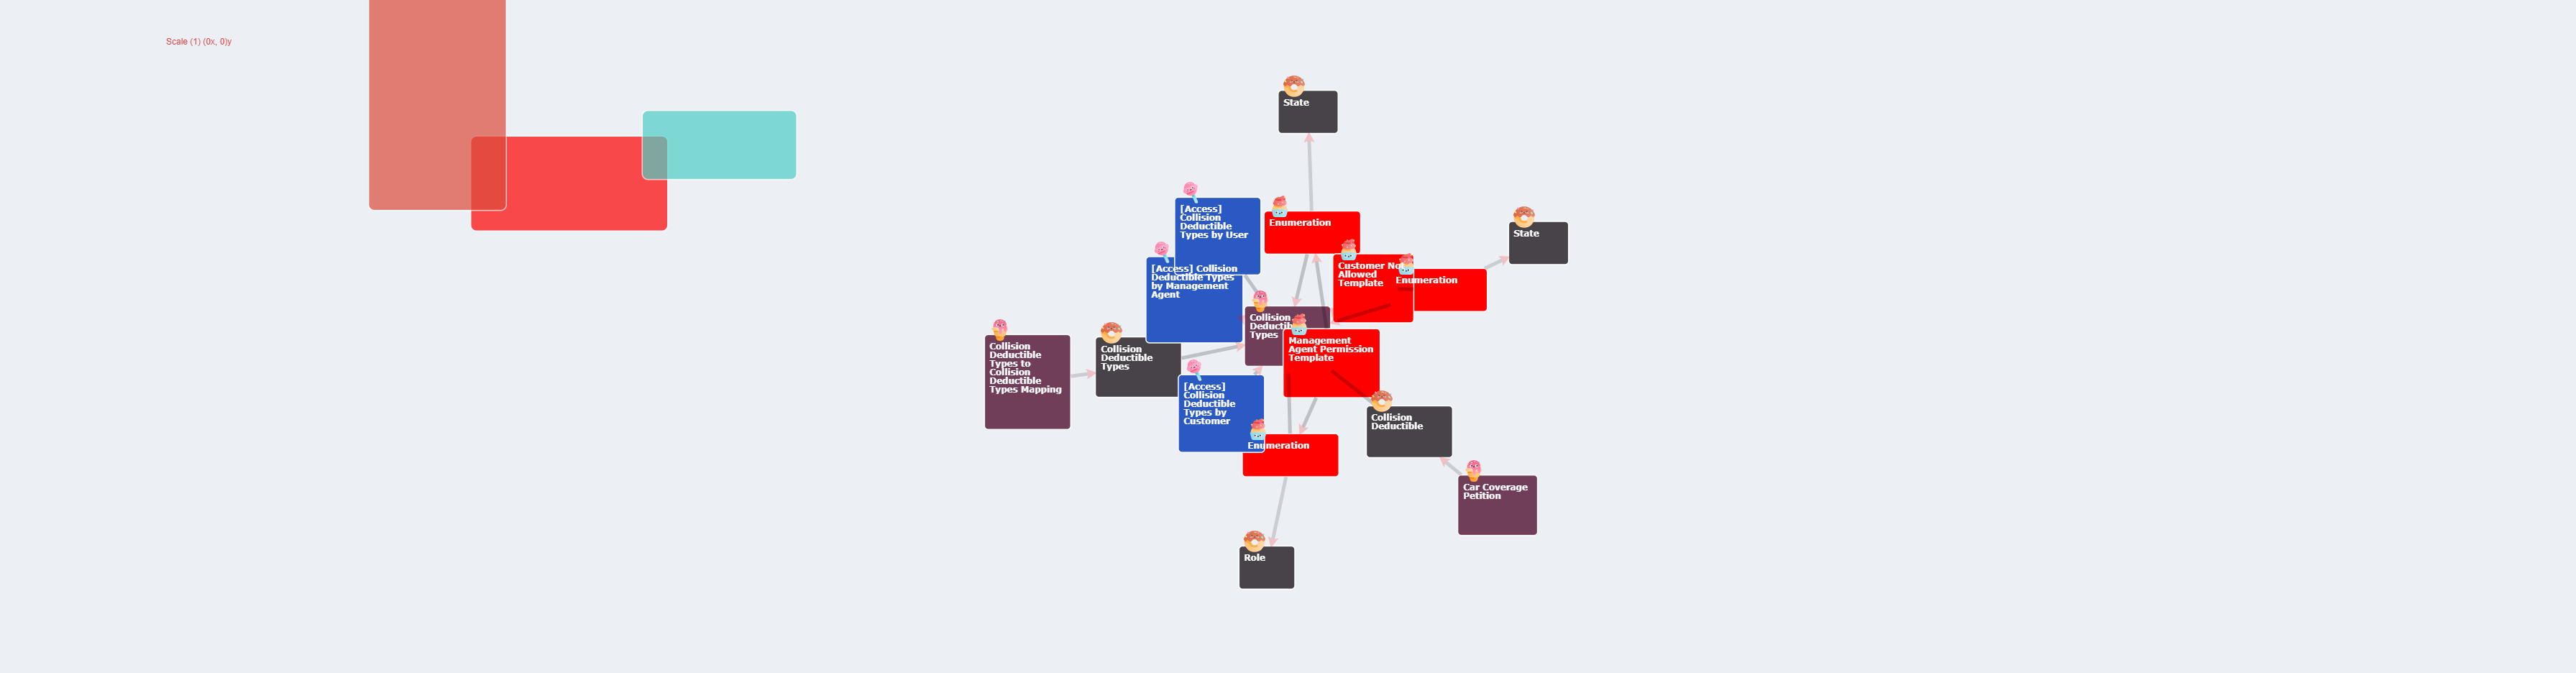 Scale (1) (0x, 0)y
State
[Access]
Collision
Deductible
Types by User
Enumeration
State
[Access] Collision
Deductible Types
by Management
Agent
Customer Not
Allowed
Template
Enumeration
Collision
Deductible
Types
Collision
Deductible
Types to
Collision
Deductible
Types Mapping
Collision
Deductible
Types
Management
Agent Permission
Template
[Access]
Collision
Deductible
Types by
Customer
Enumeration
Collision
Deductible
Car Coverage
Petition
Role